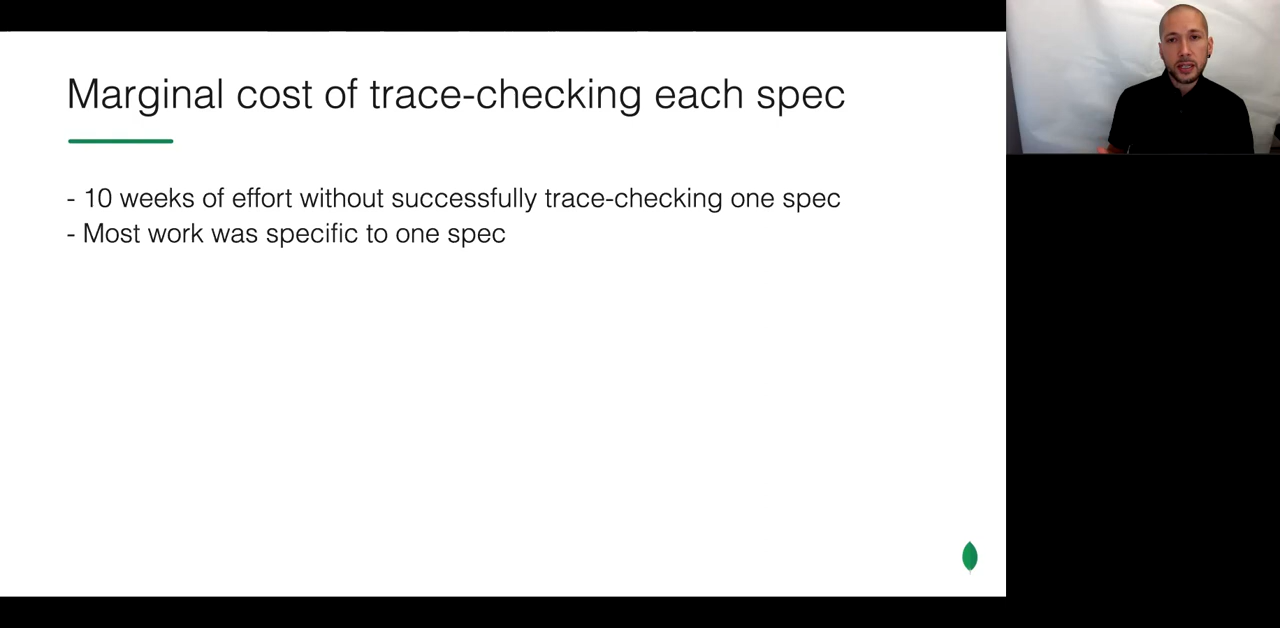 Marginal cost of trace-checking each spec
- 10 weeks of effort without successfully trace-checking one spec
- Most work was specific to one spec